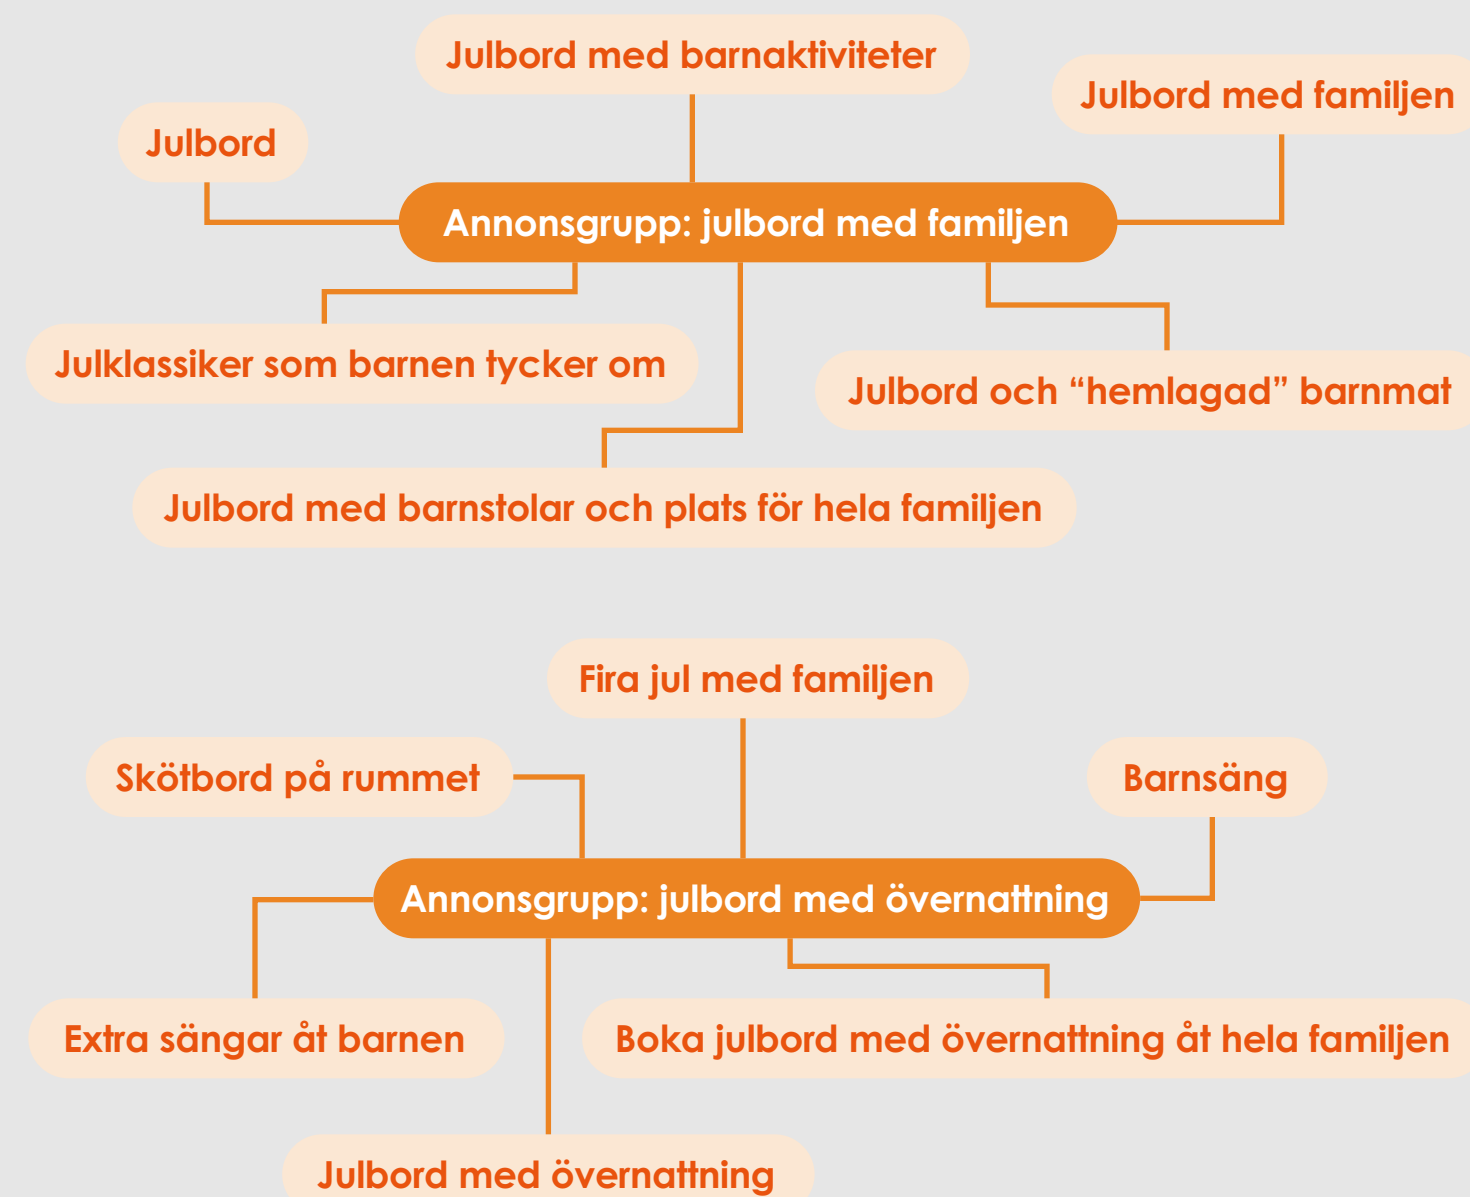 Julbord med barnaktiviteter
Julbord med familjen
Julbord
Annonsgrupp: julbord med familjen
Julklassiker som barnen tycker om
Julbord och “hemlagad” barnmat
Julbord med barnstolar och plats för hela familjen
Fira jul med familjen
Skötbord på rummet
Barnsäng
Annonsgrupp: julbord med övernattning
Extra sängar åt barnen
Boka julbord med övernattning åt hela familjen
Julbord med övernattning